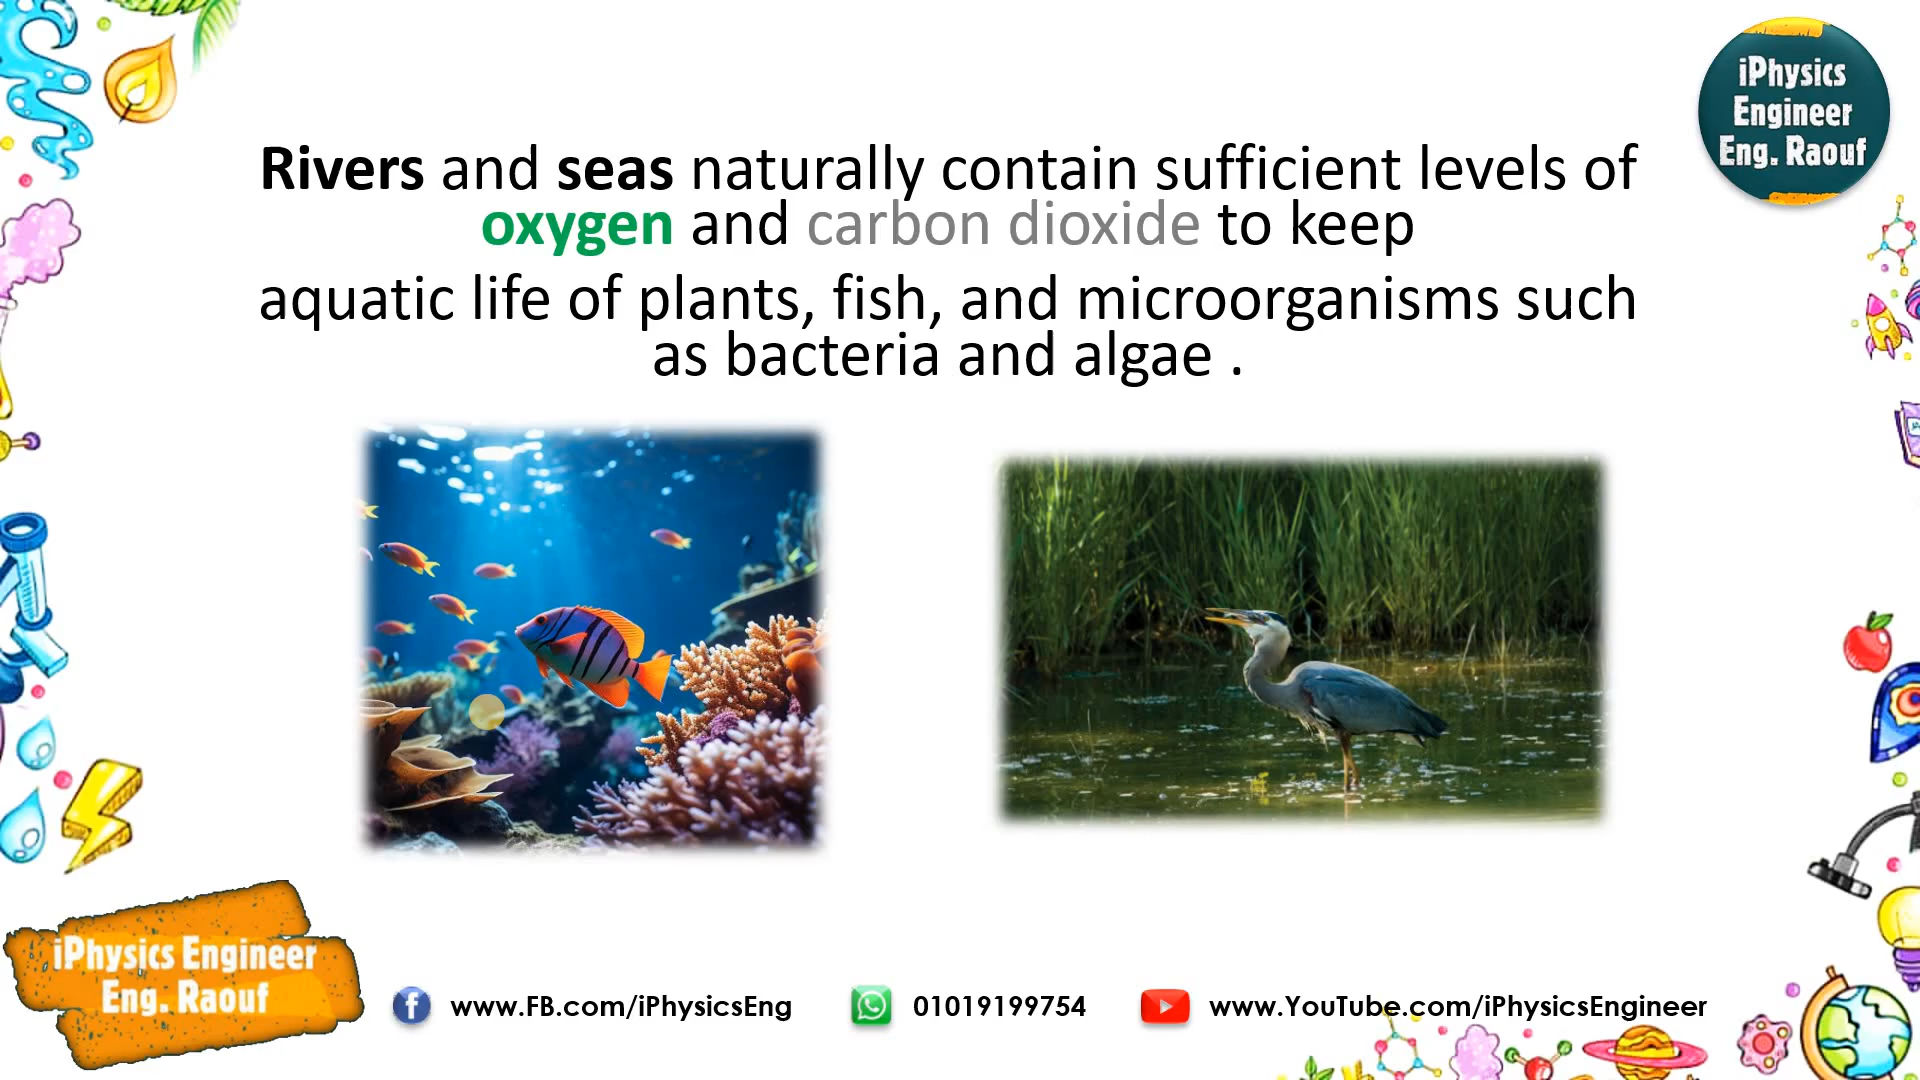 iPhysics
Engineer
Eng. Raouf
Rivers and seas naturally contain sufficient levels of
oxygen and carbon dioxide to keep
aquatic life of plants, fish, and microorganisms such
as bacteria and algae .
iPhysics Engineer
Eng. Raouf
www.FB.com/iPhysicsEng
01019199754
www.YouTube.com/iPhysicsEngineer